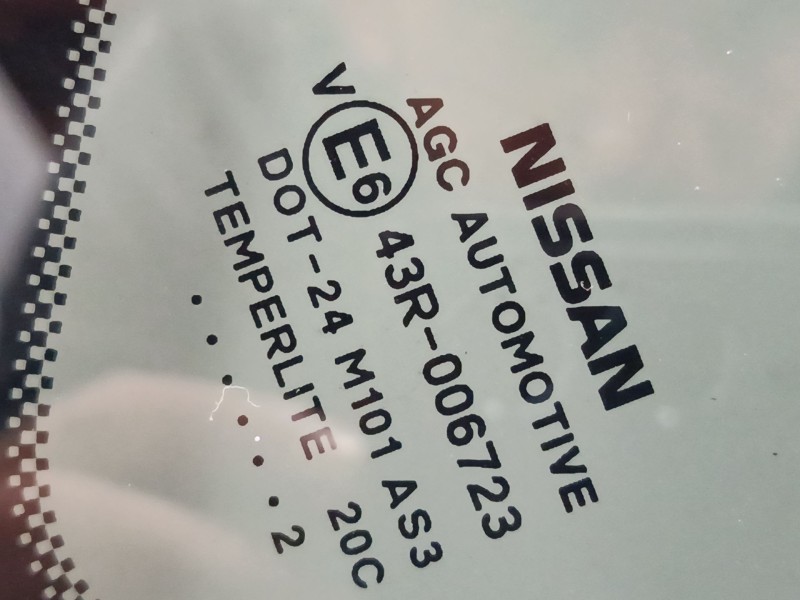 NISSAN
AGC AUTOMOTIVE
V E6 43R-006723
DOT-24 M101 AS3
TEMPERLITE 20C
. . . . . . 2